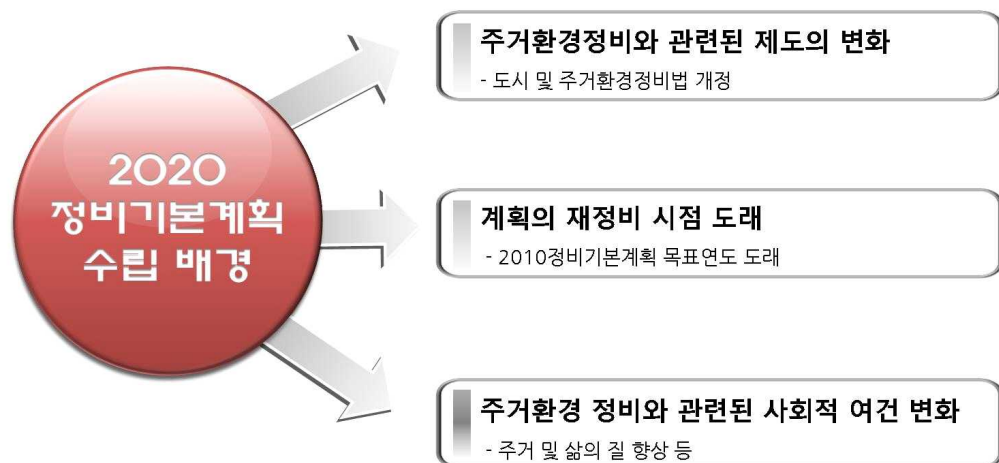 2020
정비기본계획
수립 배경
주거환경정비와 관련된 제도의 변화
- 도시 및 주거환경정비법 개정
계획의 재정비 시점 도래
- 2010정비기본계획 목표연도 도래
주거환경 정비와 관련된 사회적 여건 변화
- 주거 및 삶의 질 향상 등